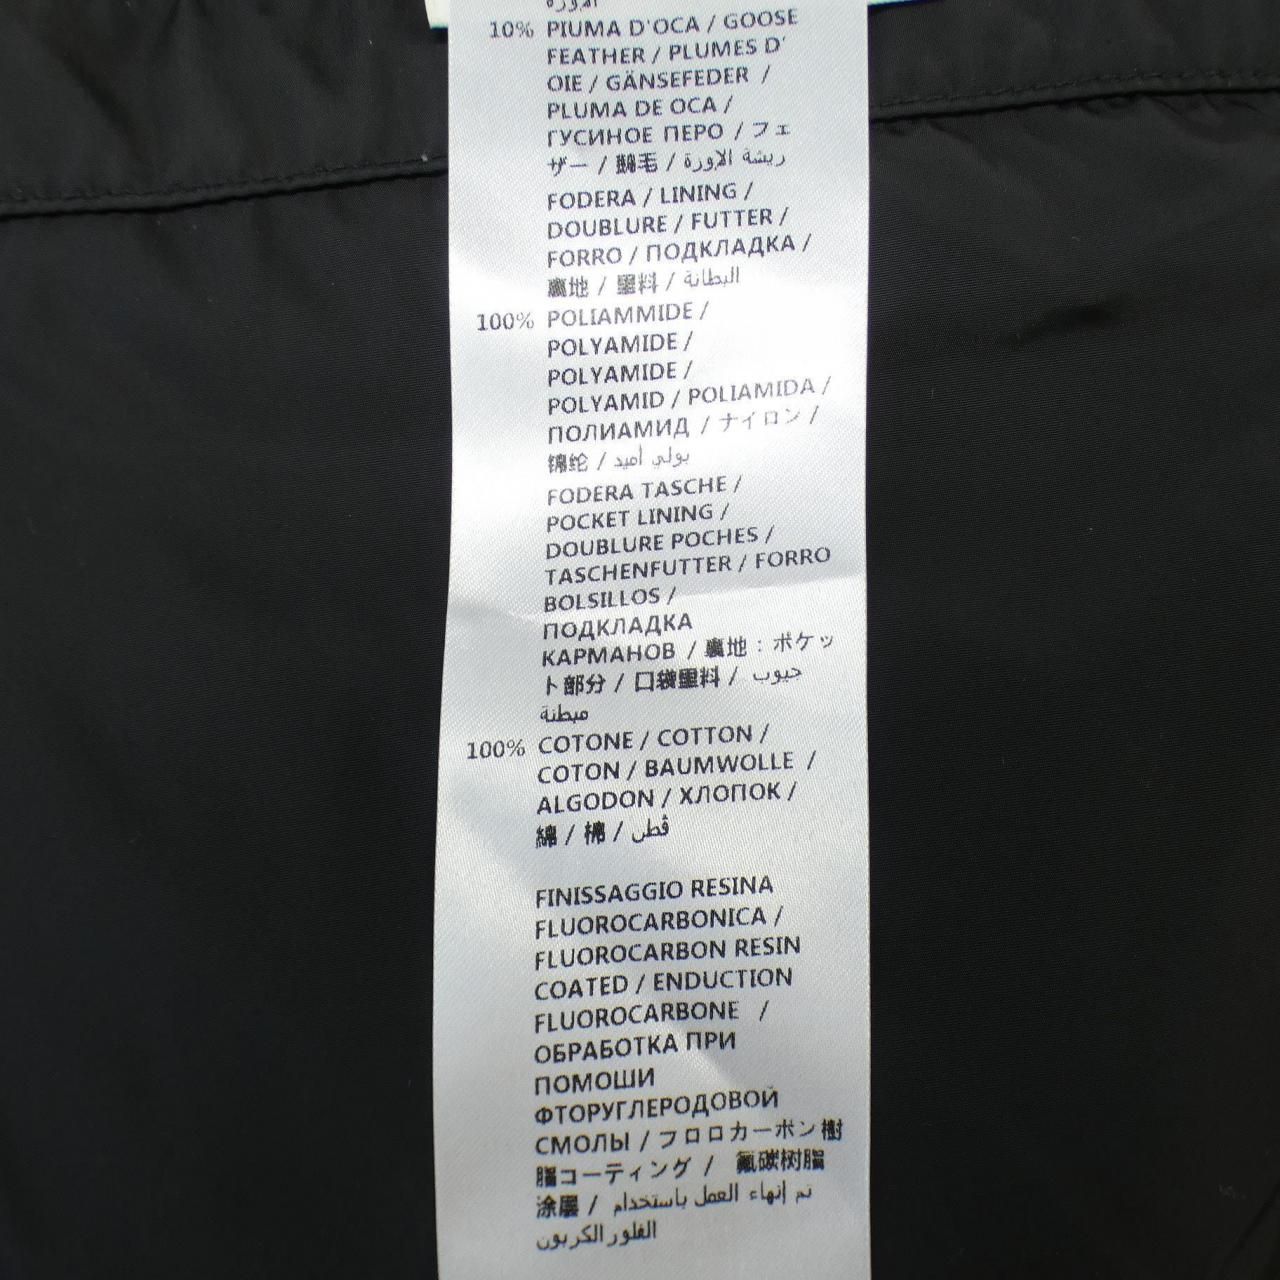 10% PIUMA D'OCA / GOOSE
FEATHER / PLUMES D'
OIE / GÄNSEFEDER /
PLUMA DE OCA /
ГУСИНОЕ ПЕРО / フェ
ザー / 鵝毛 / ريشة الإوزة
FODERA / LINING /
DOUBLURE / FUTTER /
FORRO / ПОДКЛАДКА /
裏地 / 里料 / البطانة
100% POLIAMMIDE /
POLYAMIDE /
POLYAMIDE /
POLYAMID / POLIAMIDA /
ПОЛИАМИД / ナイロン /
锦纶 / بولي أميد
FODERA TASCHE /
POCKET LINING /
DOUBLURE POCHES /
TASCHENFUTTER / FORRO
BOLSILLOS /
ПОДКЛАДКА
КАРМАНОВ / 裏地：ポケッ
ト部分 / 口袋里料 / جيوب
مبطنة
100% COTONE / COTTON /
COTON / BAUMWOLLE /
ALGODON / ХЛОПОК /
綿 / 棉 / قطن
FINISSAGGIO RESINA
FLUOROCARBONICA /
FLUOROCARBON RESIN
COATED / ENDUCTION
FLUOROCARBONE /
ОБРАБОТКА ПРИ
ПОМОШИ
ФТОРУГЛЕРОДОВОЙ
СМОЛЫ / フロロカーボン樹
脂コーティング / 氟碳树脂
涂层 / تم إنهاء العمل باستخدام
الفلور الكربون